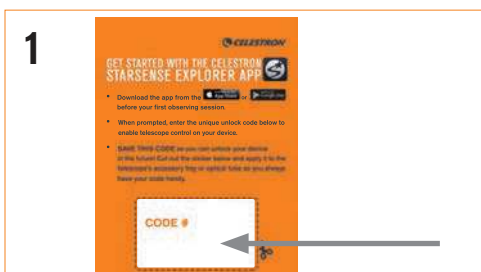 1
CELESTRON
GET STARTED WITH THE CELESTRON
STARSENSE EXPLORER APP
• Download the app from the App Store or Google Play
before your first observing session.
• When prompted, enter the unique unlock code below to
enable telescope control on your device.
• SAVE THIS CODE so you can unlock your device
in the future! Cut out the sticker below and apply it to the
telescope's accessory tray or optical tube so you always
have your code handy.
CODE #